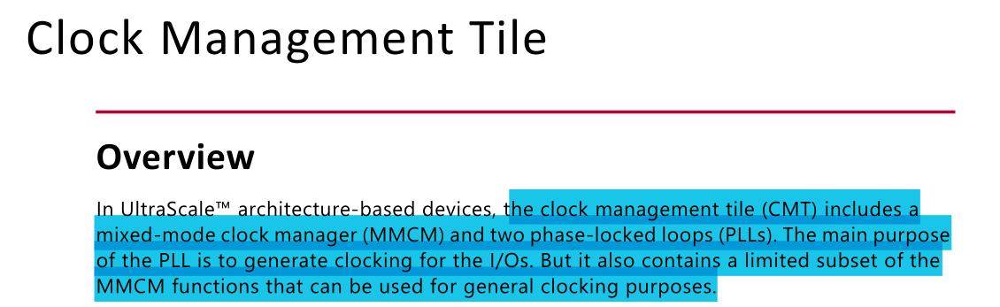 Clock Management Tile
Overview
In UltraScale™ architecture-based devices, the clock management tile (CMT) includes a
mixed-mode clock manager (MMCM) and two phase-locked loops (PLLs). The main purpose
of the PLL is to generate clocking for the I/Os. But it also contains a limited subset of the
MMCM functions that can be used for general clocking purposes.